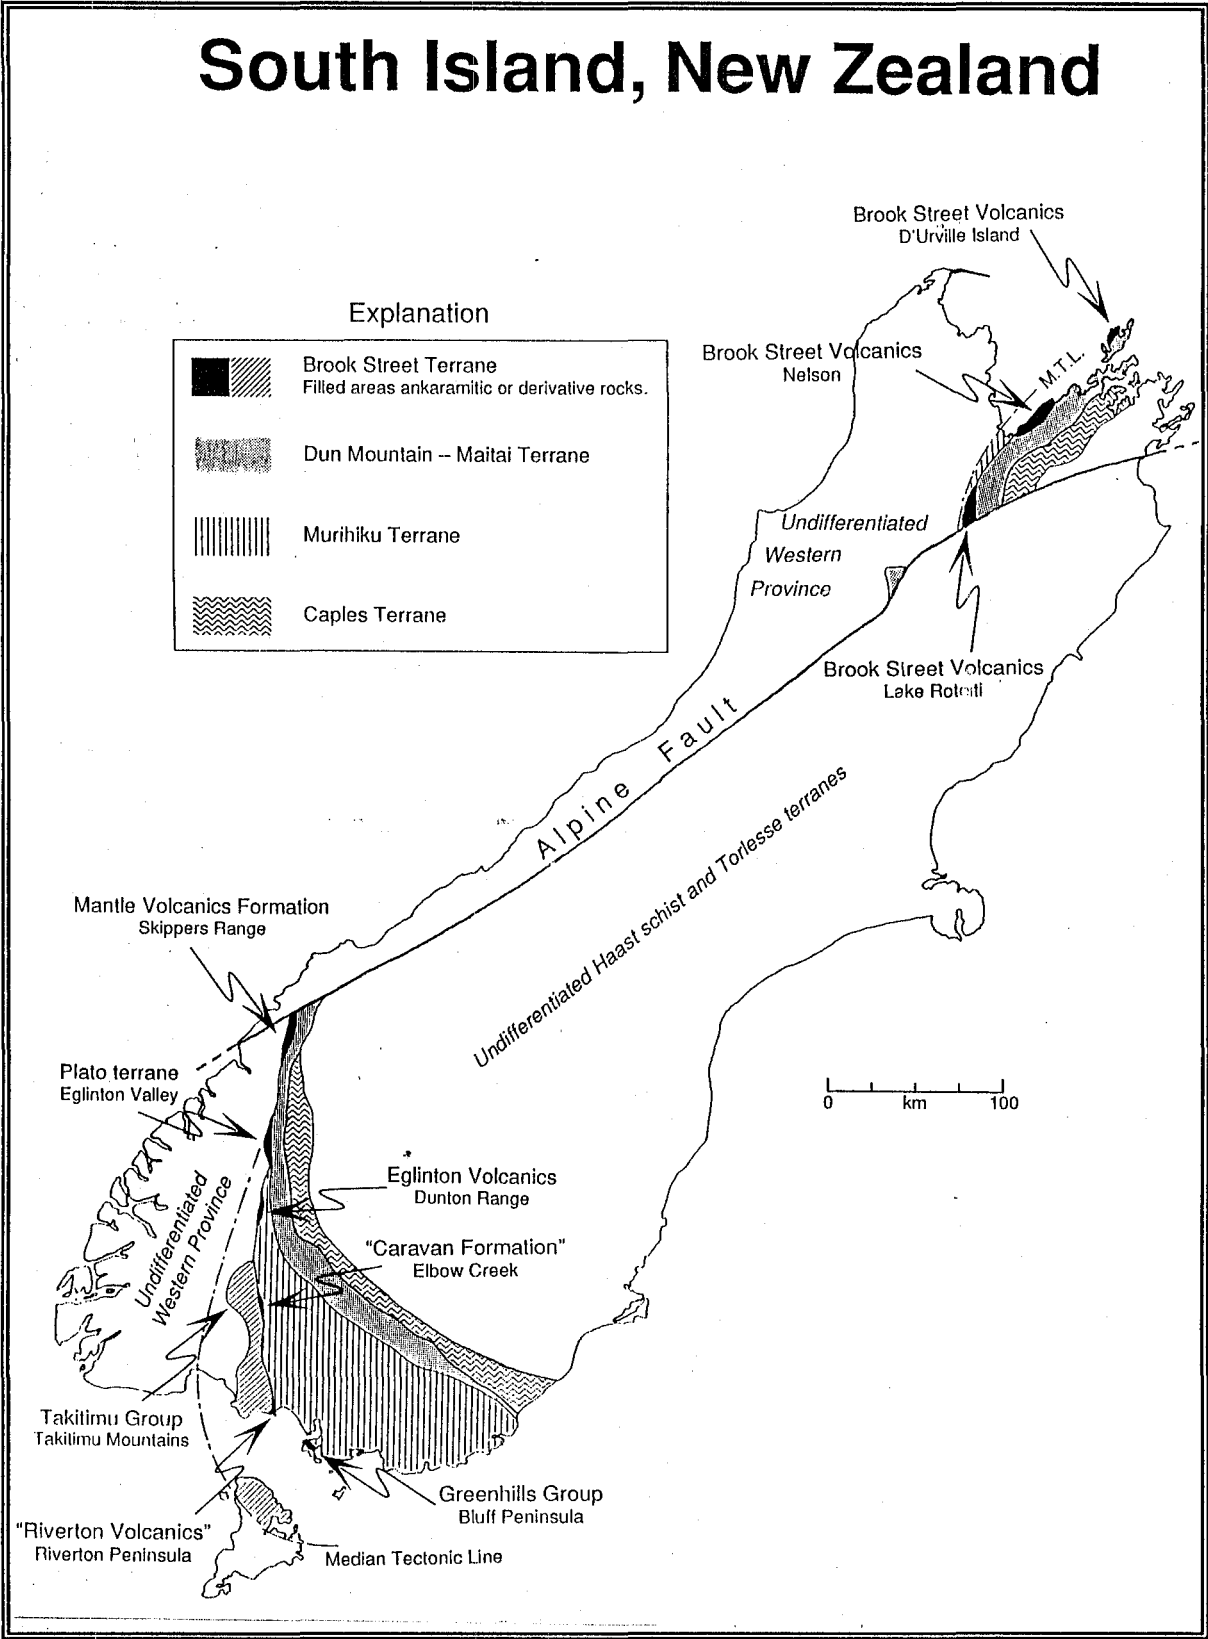 South Island, New Zealand
Brook Street Volcanics
D'Urville Island
Explanation
Brook Street Terrane
Filled areas ankaramitic or derivative rocks.
Dun Mountain -- Maitai Terrane
Murihiku Terrane
Caples Terrane
Brook Street Volcanics
Nelson
M.T.L.
Undifferentiated
Western
Province
Brook Street Volcanics
Lake Rotoiti
Alpine Fault
Undifferentiated Haast schist and Torlesse terranes
Mantle Volcanics Formation
Skippers Range
Plato terrane
Eglinton Valley
0 km 100
Undifferentiated
Western Province
Eglinton Volcanics
Dunton Range
"Caravan Formation"
Elbow Creek
Takitimu Group
Takitimu Mountains
Greenhills Group
Bluff Peninsula
"Riverton Volcanics"
Riverton Peninsula
Median Tectonic Line